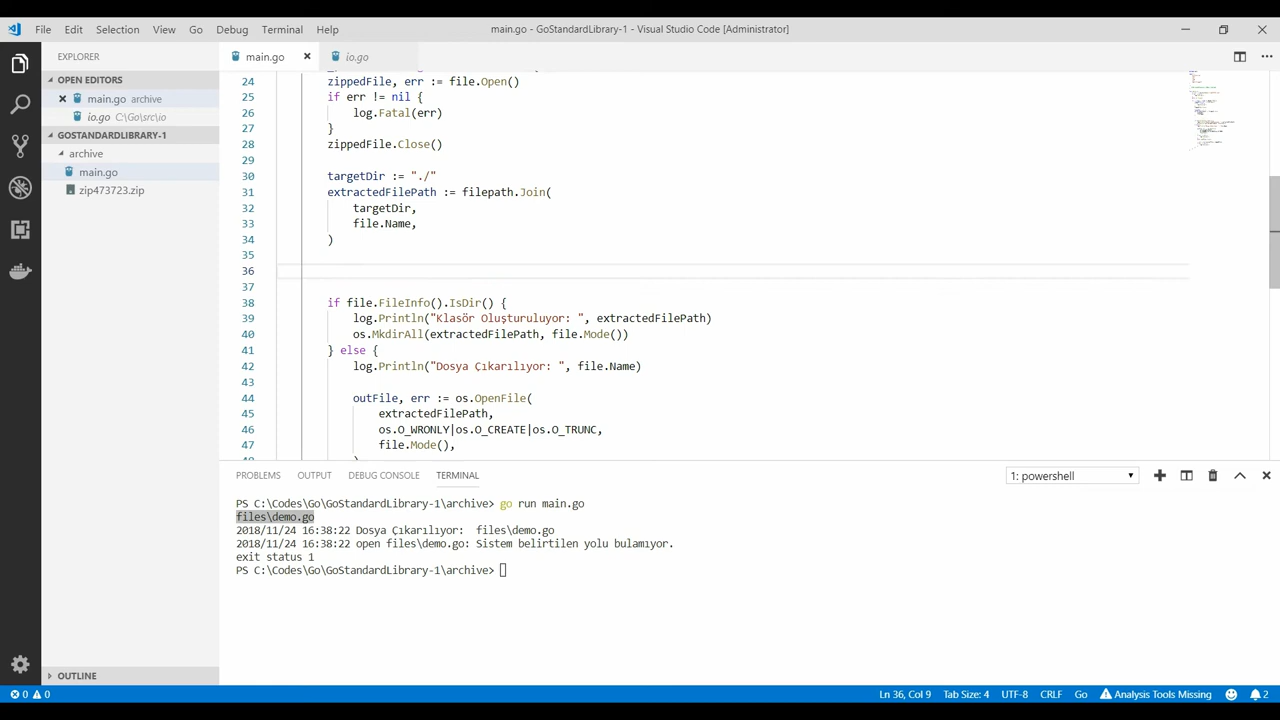 File Edit Selection View Go Debug Terminal Help
main.go - GoStandardLibrary-1 - Visual Studio Code [Administrator]
EXPLORER
OPEN EDITORS
main.go archive
io.go C:\Go\src\io
GOSTANDARDLIBRARY-1
archive
main.go
zip473723.zip
OUTLINE
main.go
io.go
24 zippedFile, err := file.Open()
25 if err != nil {
26 log.Fatal(err)
27 }
28 zippedFile.Close()
29
30 targetDir := "./"
31 extractedFilePath := filepath.Join(
32 targetDir,
33 file.Name,
34 )
35
36
37
38 if file.FileInfo().IsDir() {
39 log.Println("Klasör Oluşturuluyor: ", extractedFilePath)
40 os.MkdirAll(extractedFilePath, file.Mode())
41 } else {
42 log.Println("Dosya Çıkarılıyor: ", file.Name)
43
44 outFile, err := os.OpenFile(
45 extractedFilePath,
46 os.O_WRONLY|os.O_CREATE|os.O_TRUNC,
47 file.Mode(),
PROBLEMS OUTPUT DEBUG CONSOLE TERMINAL
1: powershell
PS C:\Codes\Go\GoStandardLibrary-1\archive> go run main.go
files\demo.go
2018/11/24 16:38:22 Dosya Çıkarılıyor:  files\demo.go
2018/11/24 16:38:22 open files\demo.go: Sistem belirtilen yolu bulamıyor.
exit status 1
PS C:\Codes\Go\GoStandardLibrary-1\archive>
0 0
Ln 36, Col 9 Tab Size: 4 UTF-8 CRLF Go Analysis Tools Missing 2